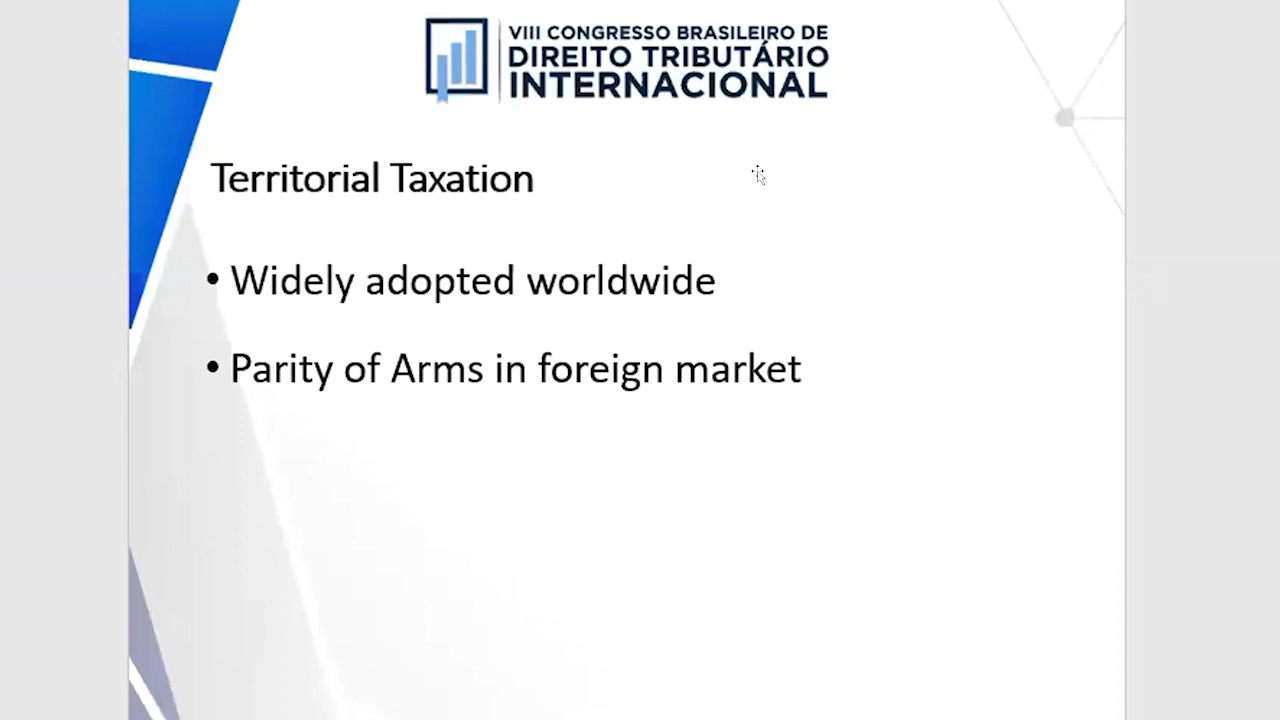 VIII CONGRESSO BRASILEIRO DE
DIREITO TRIBUTÁRIO
INTERNACIONAL
Territorial Taxation
• Widely adopted worldwide
• Parity of Arms in foreign market